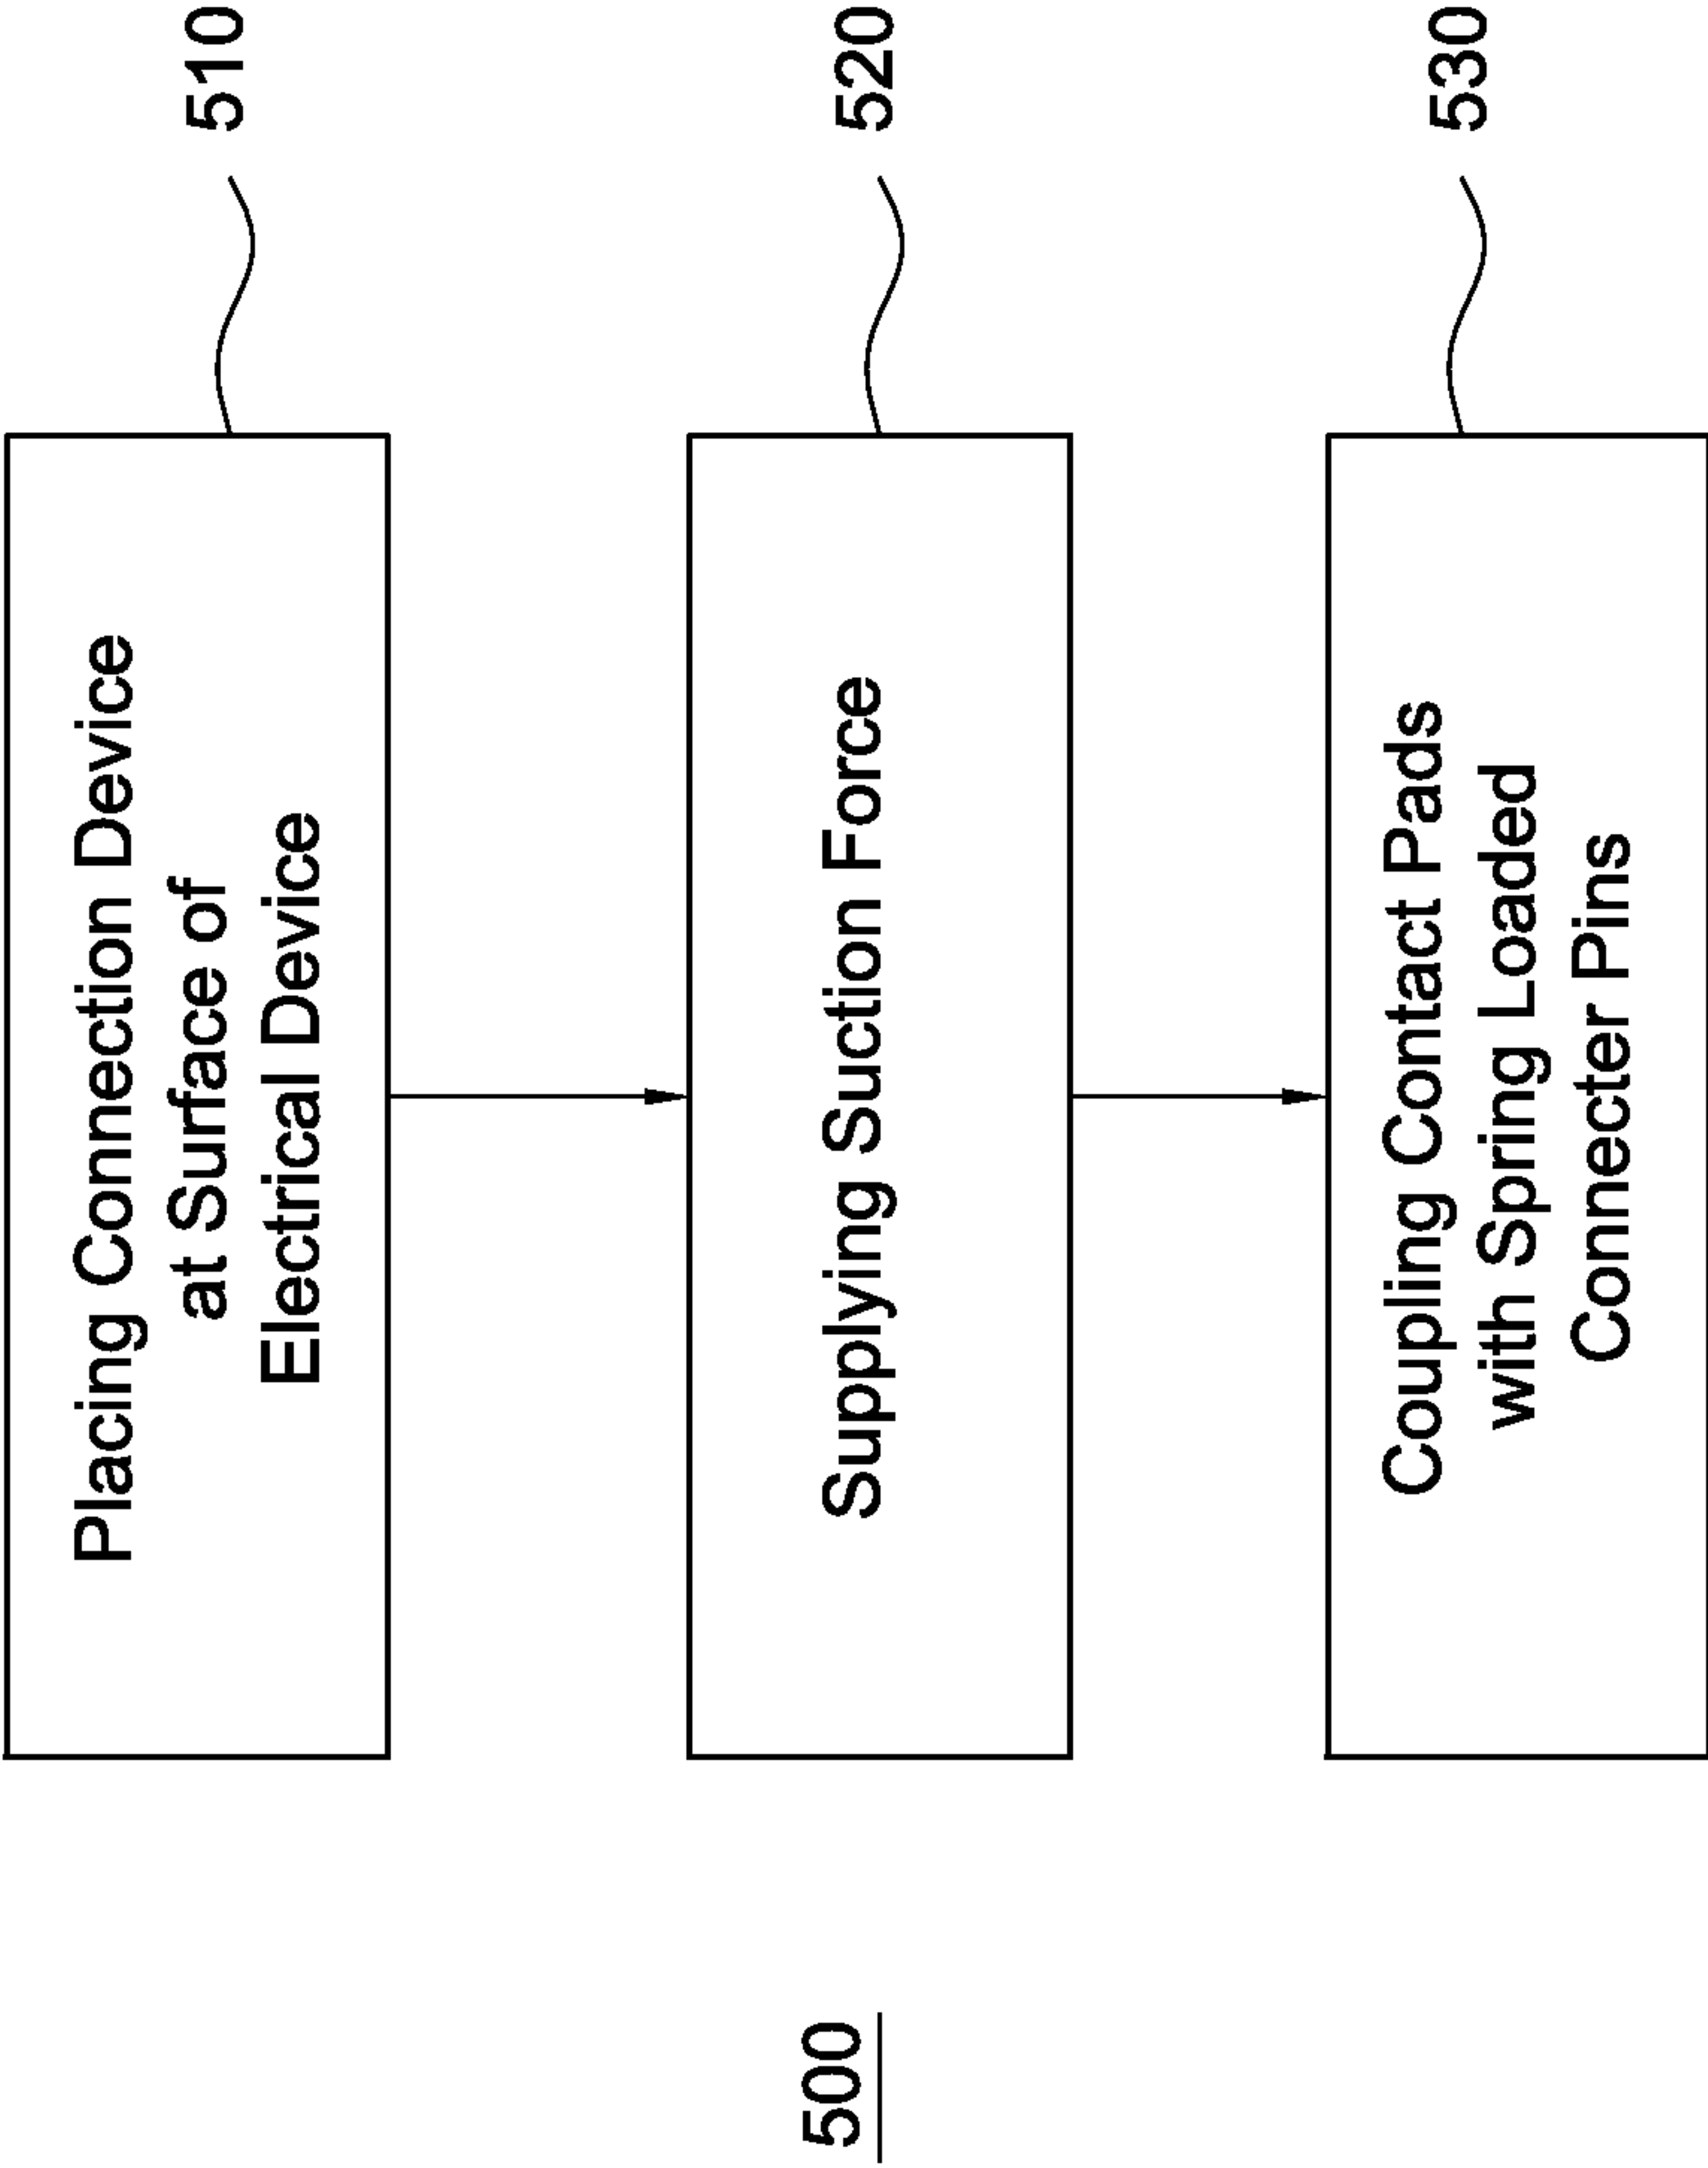 500
Placing Connection Device
at Surface of
Electrical Device
510
Supplying Suction Force
520
Coupling Contact Pads
with Spring Loaded
Connecter Pins
530